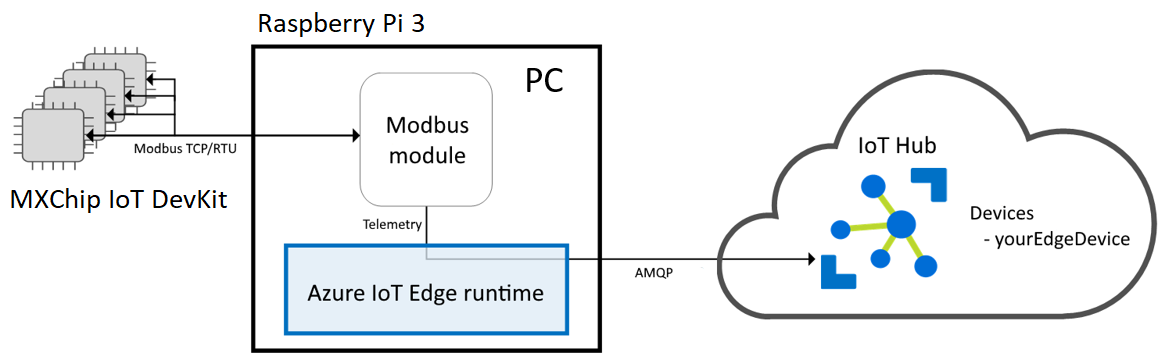 Raspberry Pi 3
PC
Modbus
module
Modbus TCP/RTU
MXChip IoT DevKit
Telemetry
Azure IoT Edge runtime
AMQP
IoT Hub
Devices
- yourEdgeDevice